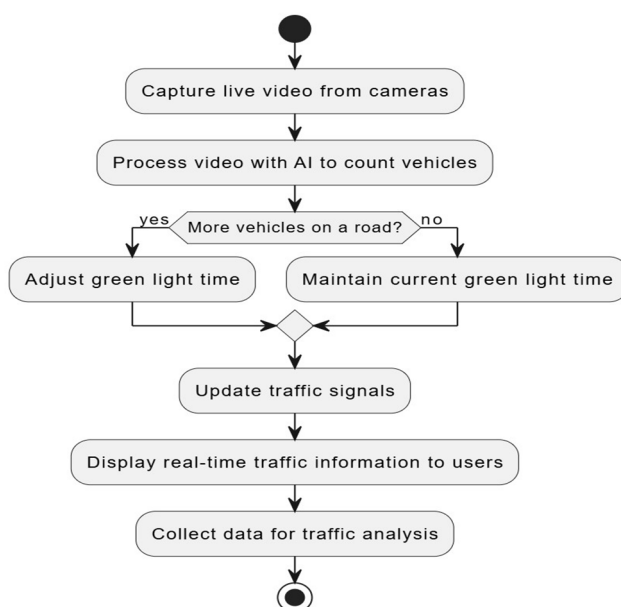 Capture live video from cameras
Process video with AI to count vehicles
yes
More vehicles on a road?
no
Adjust green light time
Maintain current green light time
Update traffic signals
Display real-time traffic information to users
Collect data for traffic analysis